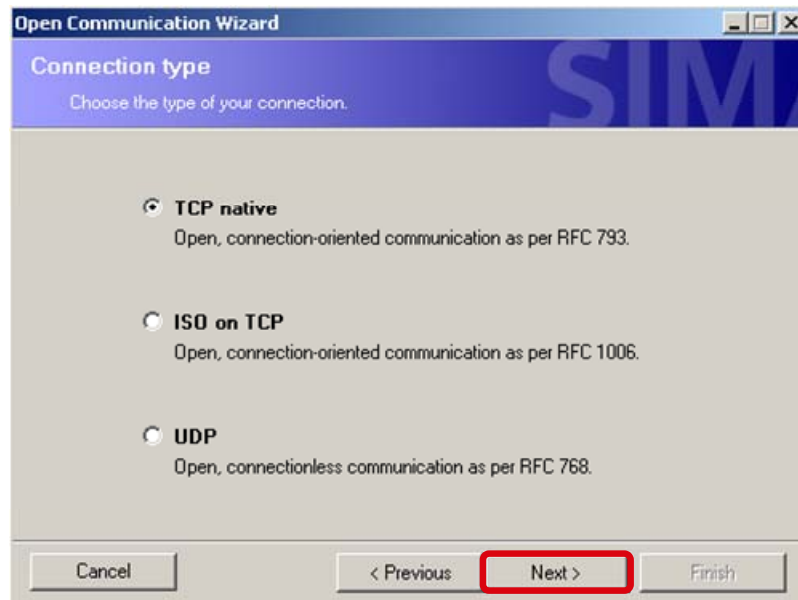 Open Communication Wizard
Connection type
Choose the type of your connection.
SIMA
TCP native
Open, connection-oriented communication as per RFC 793.
ISO on TCP
Open, connection-oriented communication as per RFC 1006.
UDP
Open, connectionless communication as per RFC 768.
Cancel < Previous Next > Finish